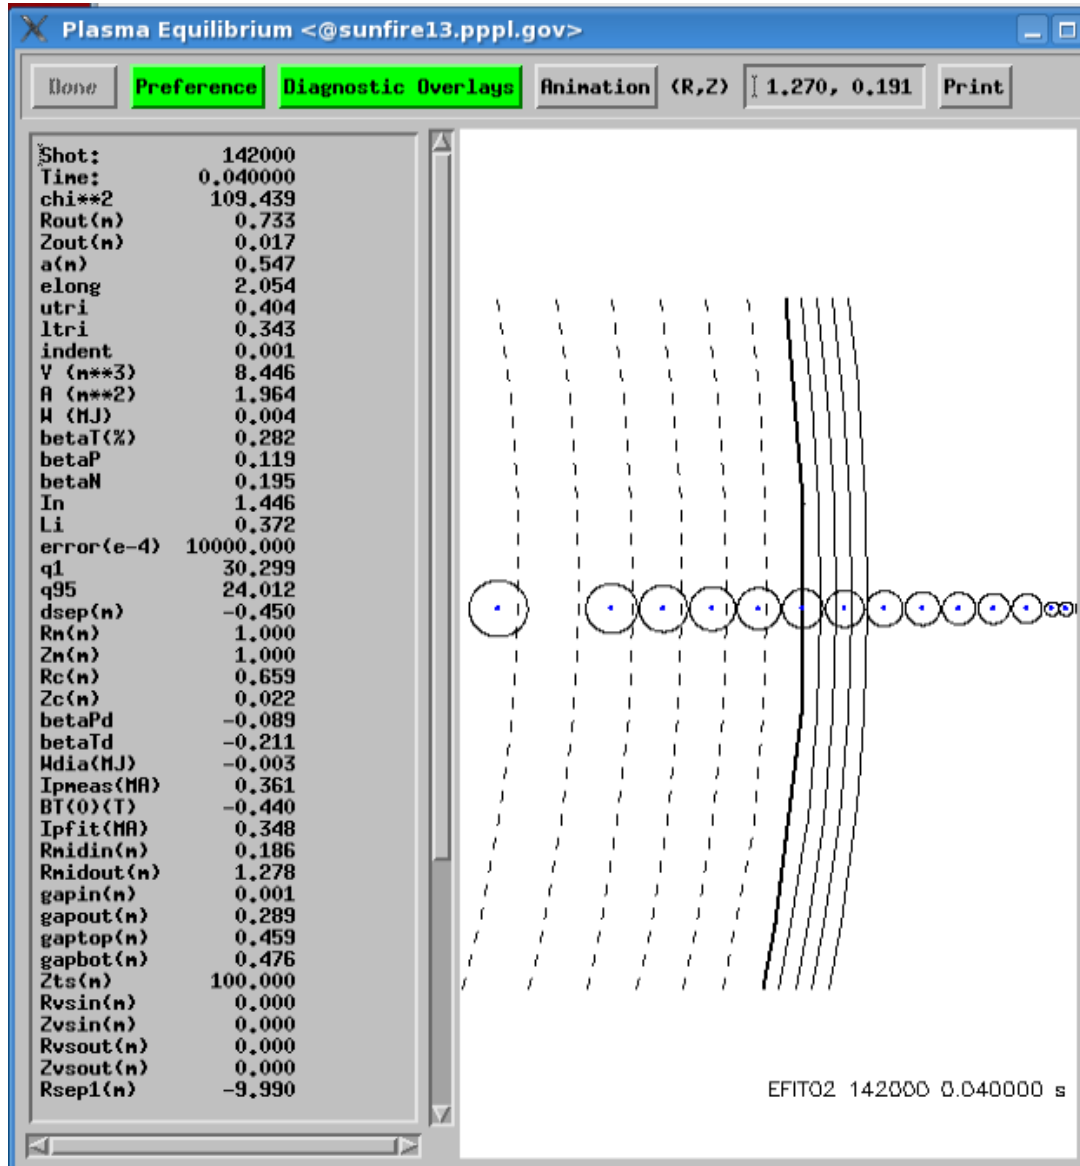 Plasma Equilibrium <@sunfire13.pppl.gov>
Done Preference Diagnostic Overlays Animation (R,Z) 1.270, 0.191 Print
Shot: 142000
Time: 0.040000
chi**2 109.439
Rout(m) 0.733
Zout(m) 0.017
a(m) 0.547
elong 2.054
utri 0.404
ltri 0.343
indent 0.001
V (m**3) 8.446
A (m**2) 1.964
W (MJ) 0.004
betaT(%) 0.282
betaP 0.119
betaN 0.195
In 1.446
Li 0.372
error(e-4) 10000.000
q1 30.299
q95 24.012
dsep(m) -0.450
Rm(m) 1.000
Zm(m) 1.000
Rc(m) 0.659
Zc(m) 0.022
betaPd -0.089
betaTd -0.211
Wdia(MJ) -0.003
Ipmeas(MA) 0.361
BT(0)(T) -0.440
Ipfit(MA) 0.348
Rmidin(m) 0.186
Rmidout(m) 1.278
gapin(m) 0.001
gapout(m) 0.289
gaptop(m) 0.459
gapbot(m) 0.476
Zts(m) 100.000
Rvsin(m) 0.000
Zvsin(m) 0.000
Rvsout(m) 0.000
Zvsout(m) 0.000
Rsep1(m) -9.990
EFIT02 142000 0.040000 s